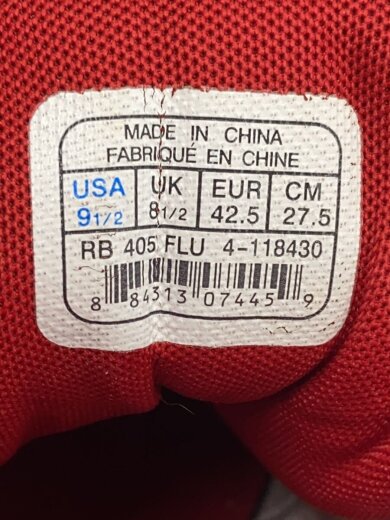 MADE IN CHINA
FABRIQUÉ EN CHINE
USA UK EUR CM
9 1/2 8 1/2 42.5 27.5
RB 405 FLU 4-118430
8 84313 07445 9